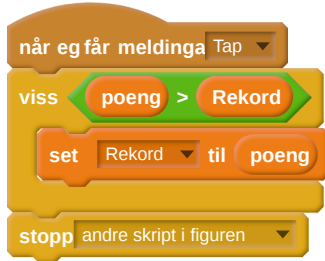 når eg får meldinga Tap
viss poeng > Rekord
set Rekord til poeng
stopp andre skript i figuren